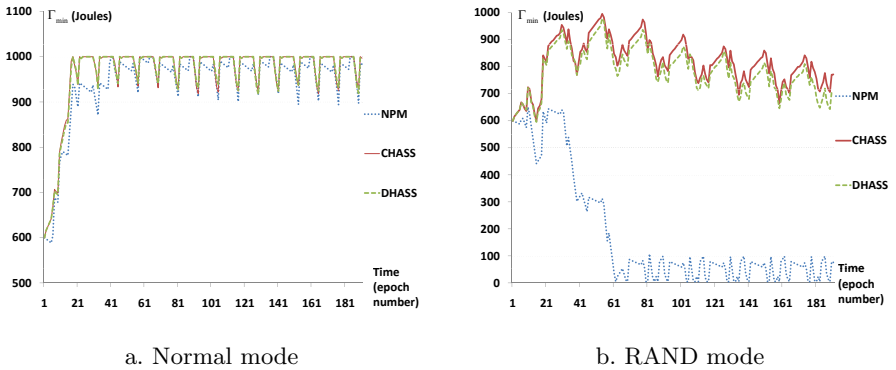 Γmin (Joules)
1100
1000
900
800
700
600
500
1 21 41 61 81 101 121 141 161 181
Time
(epoch
number)
NPM
CHASS
DHASS
a. Normal mode
Γmin (Joules)
1000
900
800
700
600
500
400
300
200
100
0
1 21 41 61 81 101 121 141 161 181
Time
(epoch
number)
NPM
CHASS
DHASS
b. RAND mode